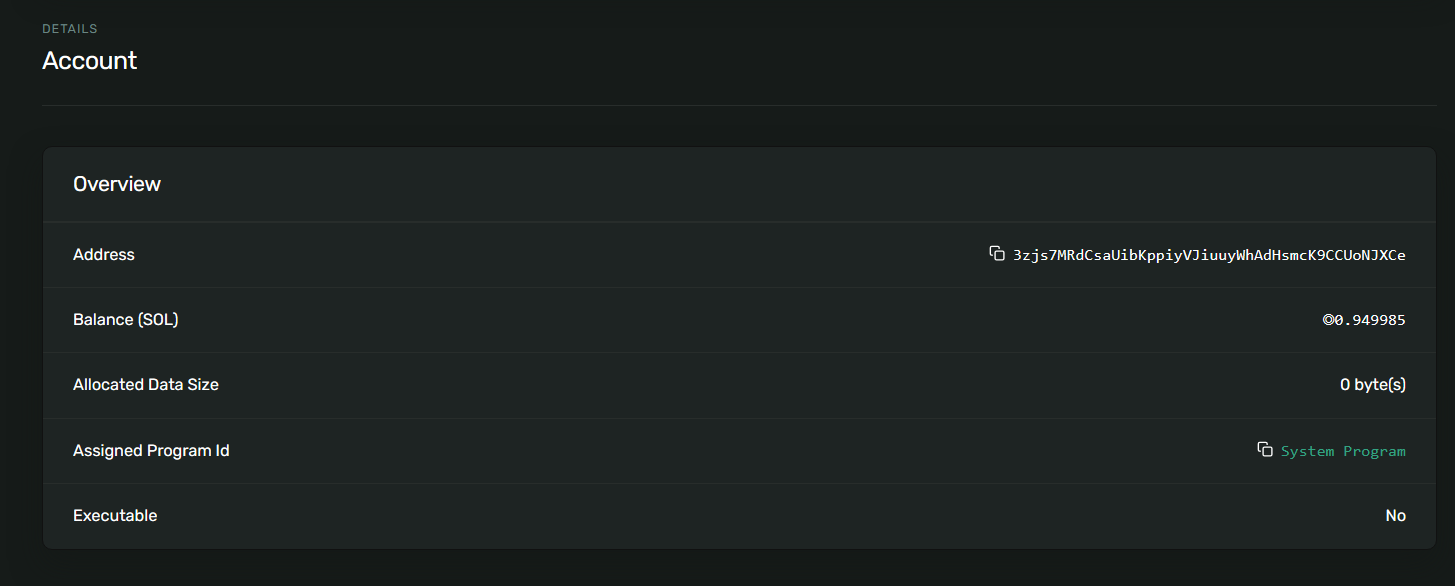 DETAILS
Account
Overview
Address 3zjs7MRdCsaUibKppiyVJiuuyWhAdHsmcK9CCUoNJXCe
Balance (SOL) ◎0.949985
Allocated Data Size 0 byte(s)
Assigned Program Id System Program
Executable No